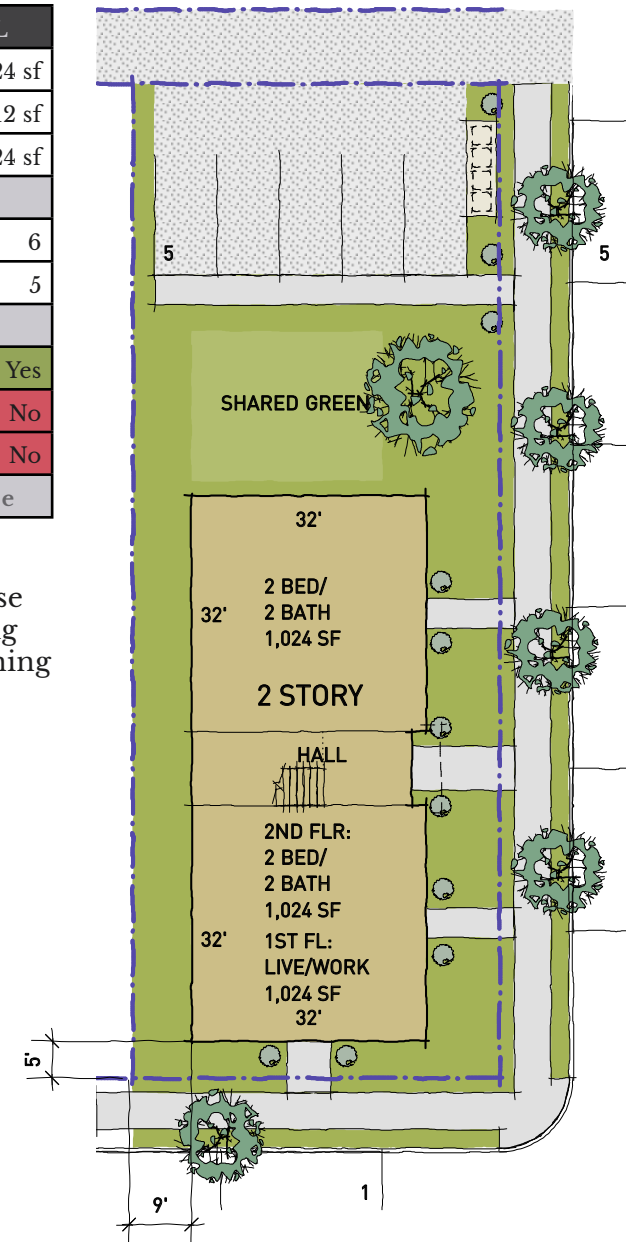 L
24 sf
2 sf
24 sf
6
5
Yes
No
No
e
se
g
ning
5
5
SHARED GREEN
32'
32'
2 BED/
2 BATH
1,024 SF
2 STORY
HALL
2ND FLR:
2 BED/
2 BATH
1,024 SF
32'
1ST FL:
LIVE/WORK
1,024 SF
32'
5'
9'
1